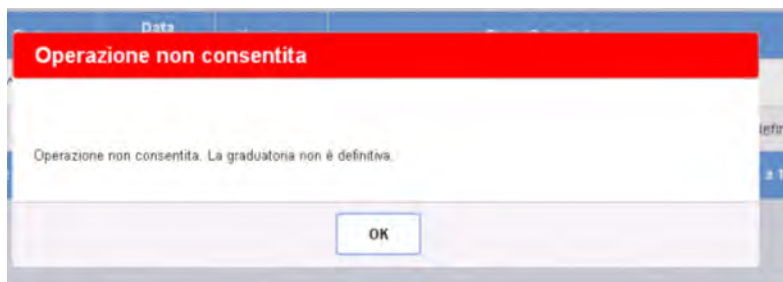 Data
Operazione non consentita
Operazione non consentita. La graduatoria non è definitiva.
OK